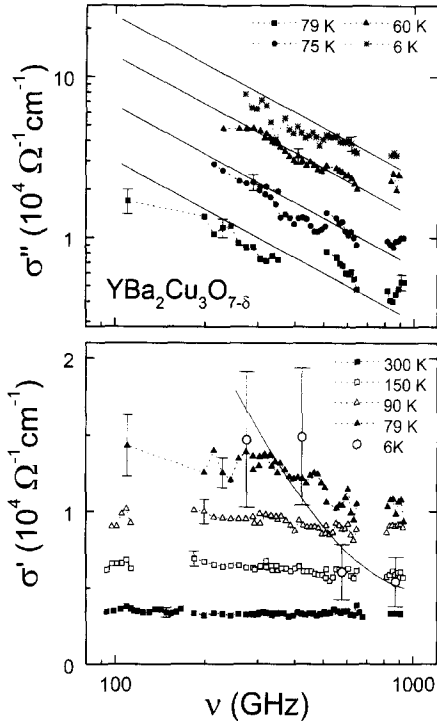 79 K 60 K
75 K 6 K
10
1
σ'' (10⁴ Ω⁻¹cm⁻¹)
YBa₂Cu₃O₇₋δ
2
1
0
σ' (10⁴ Ω⁻¹cm⁻¹)
300 K
150 K
90 K
79 K
6K
100 1000
ν (GHz)